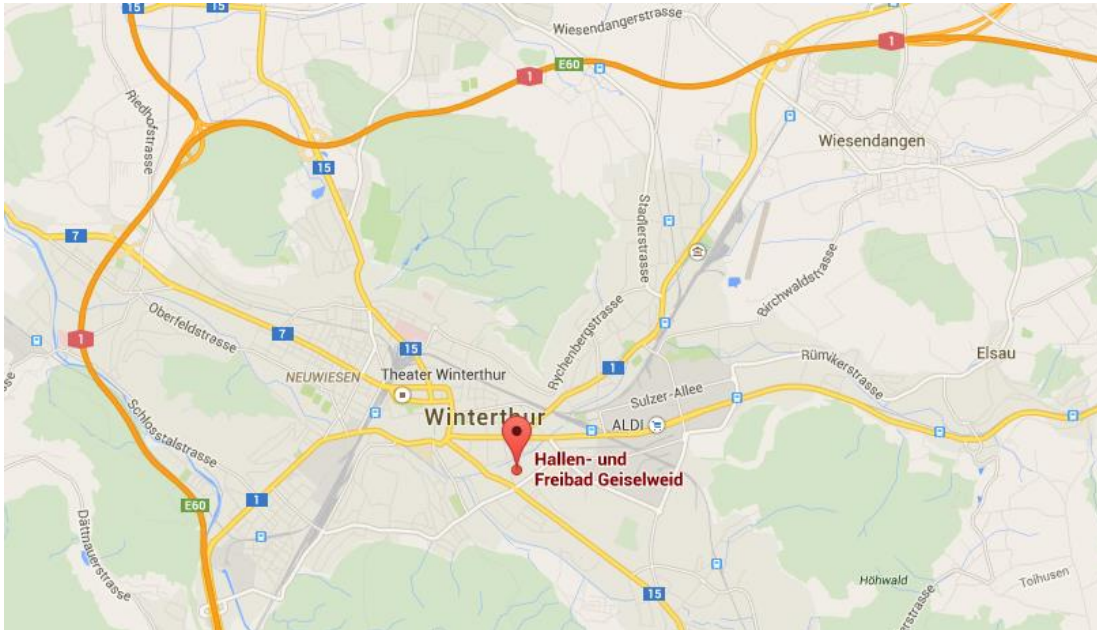 15
15
Wiesendangerstrasse
1
E60
1
Riedhofstrasse
Wiesendangen
15
Stadlerstrasse
7
Birchwaldstrasse
Oberfeldstrasse
7
1
Rychenbergstrasse
15
1
Rümikerstrasse
Elsau
NEUWIESEN
Theater Winterthur
Sulzer-Allee
Winterthur
ALDI
Schlosstalstrasse
Hallen- und
Freibad Geiselweid
E60
1
Dättnauerstrasse
15
Höhwald
Toihusen